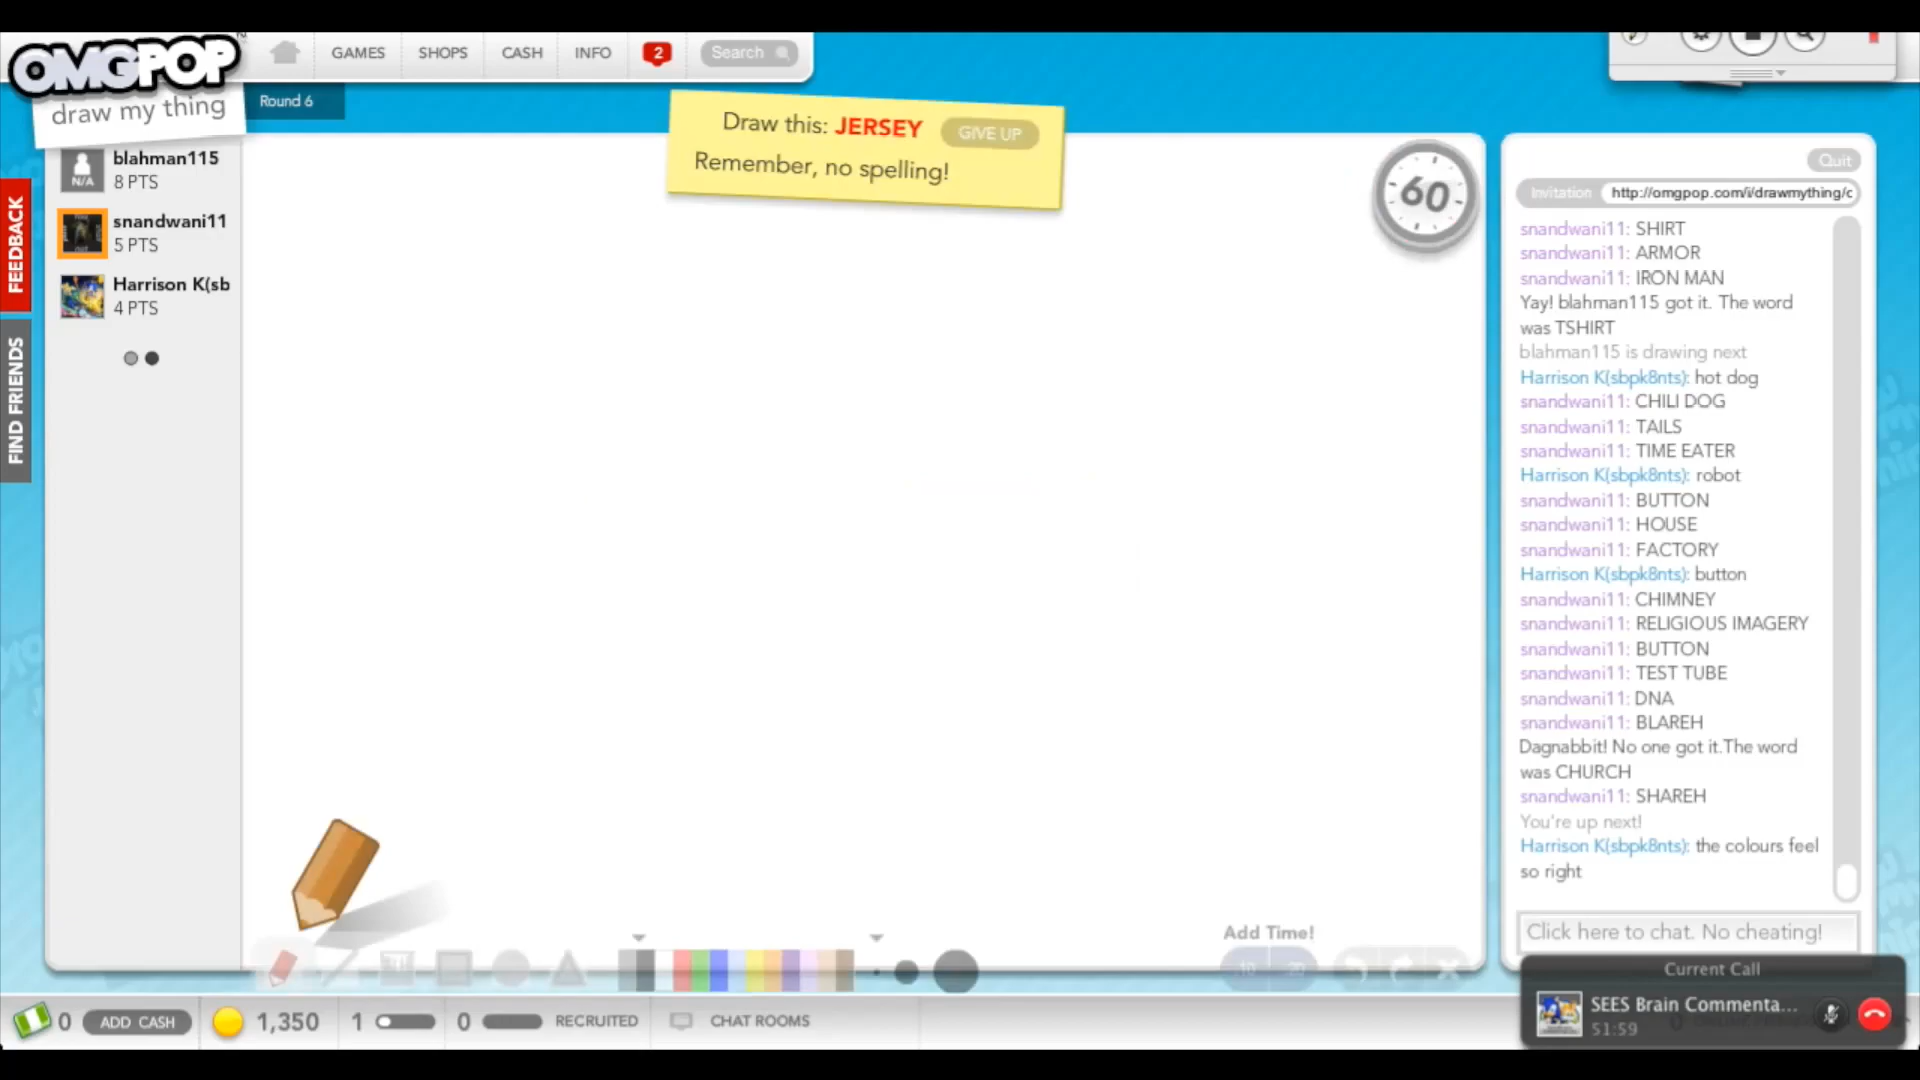 OMGPOP
draw my thing
GAMES
SHOPS
CASH
INFO
2
Search
Round 6
Draw this: JERSEY
GIVE UP
Remember, no spelling!
60
FEEDBACK
FIND FRIENDS
blahman115
8 PTS
N/A
snandwani11
5 PTS
Harrison K(sb
4 PTS
Quit
Invitation
http://omgpop.com/i/drawmything/c
snandwani11: SHIRT
snandwani11: ARMOR
snandwani11: IRON MAN
Yay! blahman115 got it. The word
was TSHIRT
blahman115 is drawing next
Harrison K(sbpk8nts): hot dog
snandwani11: CHILI DOG
snandwani11: TAILS
snandwani11: TIME EATER
Harrison K(sbpk8nts): robot
snandwani11: BUTTON
snandwani11: HOUSE
snandwani11: FACTORY
Harrison K(sbpk8nts): button
snandwani11: CHIMNEY
snandwani11: RELIGIOUS IMAGERY
snandwani11: BUTTON
snandwani11: TEST TUBE
snandwani11: DNA
snandwani11: BLAREH
Dagnabbit! No one got it.The word
was CHURCH
snandwani11: SHAREH
You're up next!
Harrison K(sbpk8nts): the colours feel
so right
Click here to chat. No cheating!
Add Time!
Current Call
SEES Brain Commenta...
51:59
0
ADD CASH
1,350
1
0
RECRUITED
CHAT ROOMS